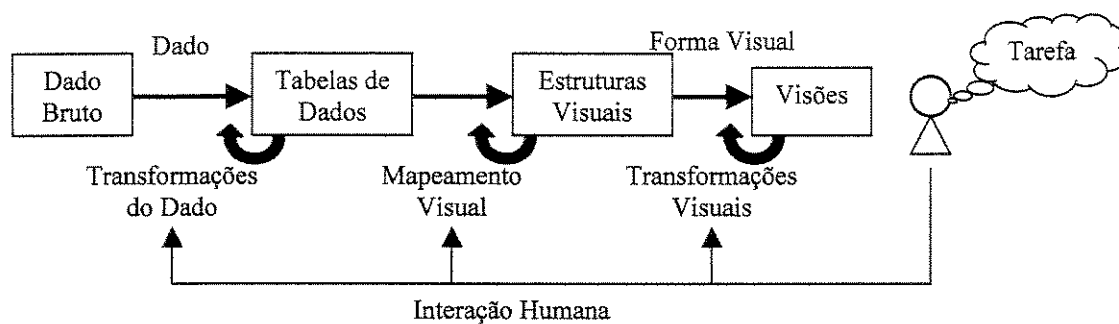 Dado
Forma Visual
Tarefa
Dado
Bruto
Tabelas de
Dados
Estruturas
Visuais
Visões
Transformações
do Dado
Mapeamento
Visual
Transformações
Visuais
Interação Humana